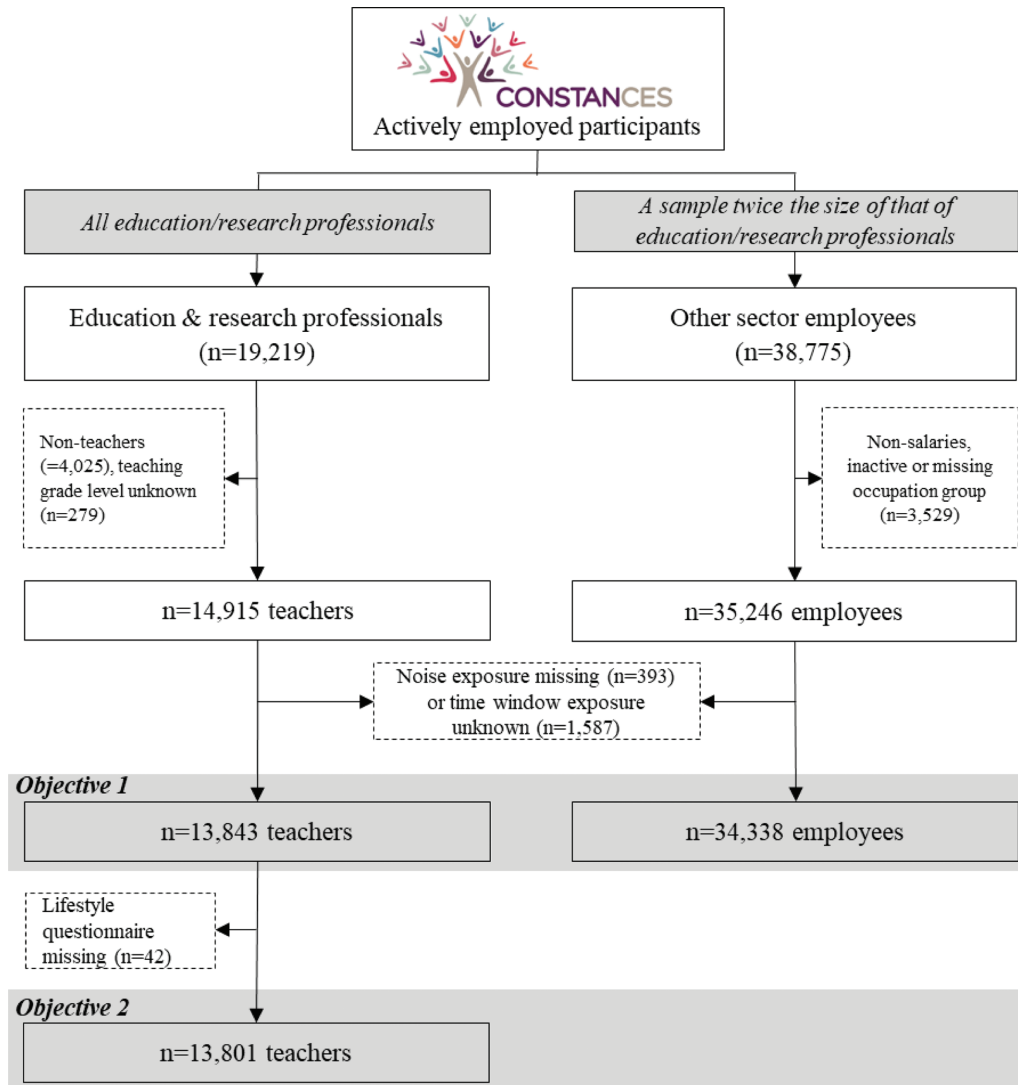 CONSTANCES
Actively employed participants
All education/research professionals
A sample twice the size of that of
education/research professionals
Education & research professionals
(n=19,219)
Other sector employees
(n=38,775)
Non-teachers
(=4,025), teaching
grade level unknown
(n=279)
Non-salaries,
inactive or missing
occupation group
(n=3,529)
n=14,915 teachers
n=35,246 employees
Noise exposure missing (n=393)
or time window exposure
unknown (n=1,587)
Objective 1
n=13,843 teachers
n=34,338 employees
Lifestyle
questionnaire
missing (n=42)
Objective 2
n=13,801 teachers